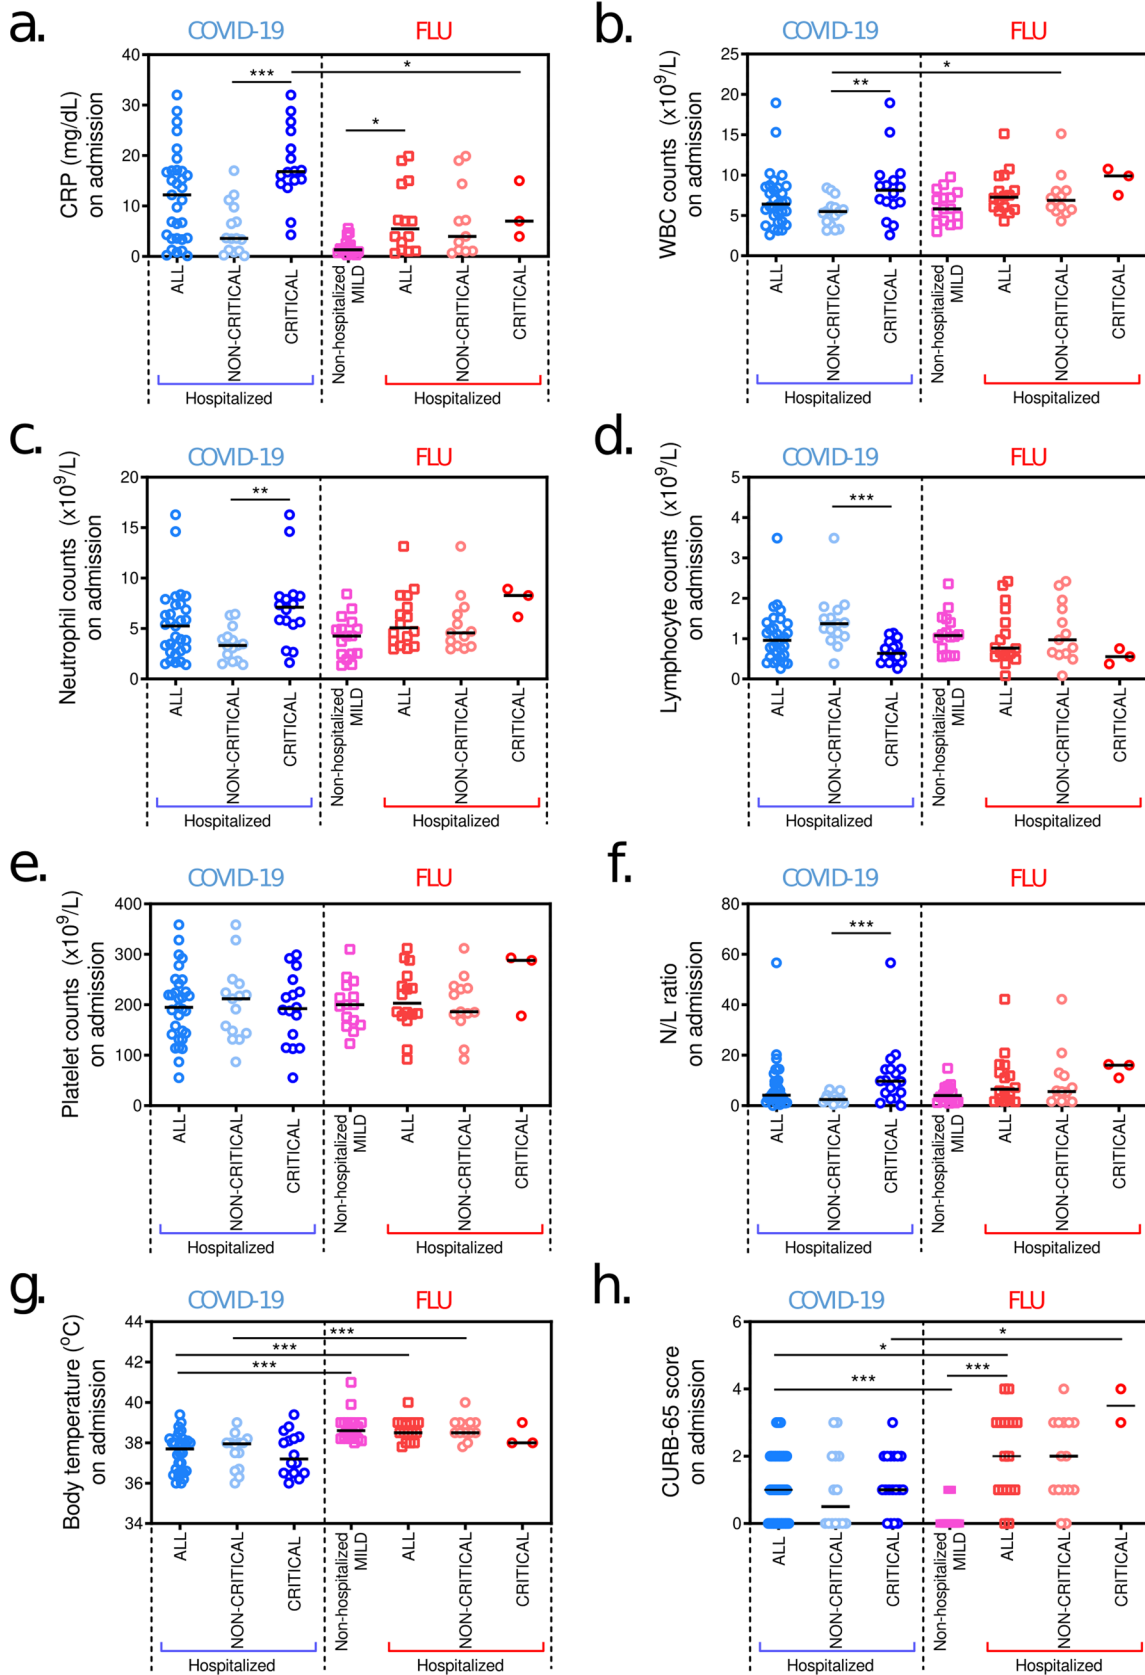 a.
COVID-19 FLU
CRP (mg/dL)
on admission
40
30
20
10
0
***
*
*
ALL
NON-CRITICAL
CRITICAL
Non-hospitalized
MILD
ALL
NON-CRITICAL
CRITICAL
Hospitalized Hospitalized
b.
COVID-19 FLU
WBC counts (x10⁹/L)
on admission
25
20
15
10
5
0
*
**
ALL
NON-CRITICAL
CRITICAL
Non-hospitalized
MILD
ALL
NON-CRITICAL
CRITICAL
Hospitalized Hospitalized
c.
COVID-19 FLU
Neutrophil counts (x10⁹/L)
on admission
20
15
10
5
0
**
ALL
NON-CRITICAL
CRITICAL
Non-hospitalized
MILD
ALL
NON-CRITICAL
CRITICAL
Hospitalized Hospitalized
d.
COVID-19 FLU
Lymphocyte counts (x10⁹/L)
on admission
5
4
3
2
1
0
***
ALL
NON-CRITICAL
CRITICAL
Non-hospitalized
MILD
ALL
NON-CRITICAL
CRITICAL
Hospitalized Hospitalized
e.
COVID-19 FLU
Platelet counts (x10⁹/L)
on admission
400
300
200
100
0
ALL
NON-CRITICAL
CRITICAL
Non-hospitalized
MILD
ALL
NON-CRITICAL
CRITICAL
Hospitalized Hospitalized
f.
COVID-19 FLU
N/L ratio
on admission
80
60
40
20
0
***
ALL
NON-CRITICAL
CRITICAL
Non-hospitalized
MILD
ALL
NON-CRITICAL
CRITICAL
Hospitalized Hospitalized
g.
COVID-19 FLU
Body temperature (°C)
on admission
44
42
40
38
36
34
***
***
***
ALL
NON-CRITICAL
CRITICAL
Non-hospitalized
MILD
ALL
NON-CRITICAL
CRITICAL
Hospitalized Hospitalized
h.
COVID-19 FLU
CURB-65 score
on admission
6
4
2
0
*
*
***
***
ALL
NON-CRITICAL
CRITICAL
Non-hospitalized
MILD
ALL
NON-CRITICAL
CRITICAL
Hospitalized Hospitalized